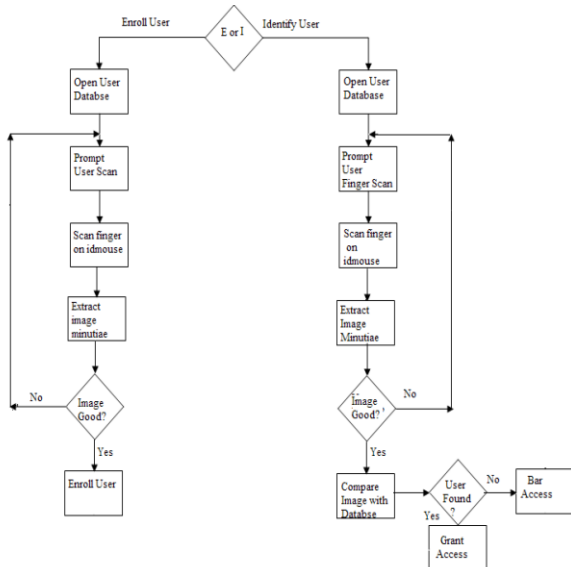 Enroll User
E or I
Identify User
Open User
Databse
Open User
Database
Prompt
User Scan
Prompt
User
Finger Scan
Scan finger
on idmouse
Scan finger
on
idmouse
Extract
image
minutiae
Extract
Image
Minutiae
No
Image
Good?
Image
Good?
No
Yes
Yes
Enroll User
Compare
Image with
Databse
User
Found
?
No
Bar
Access
Yes
Grant
Access